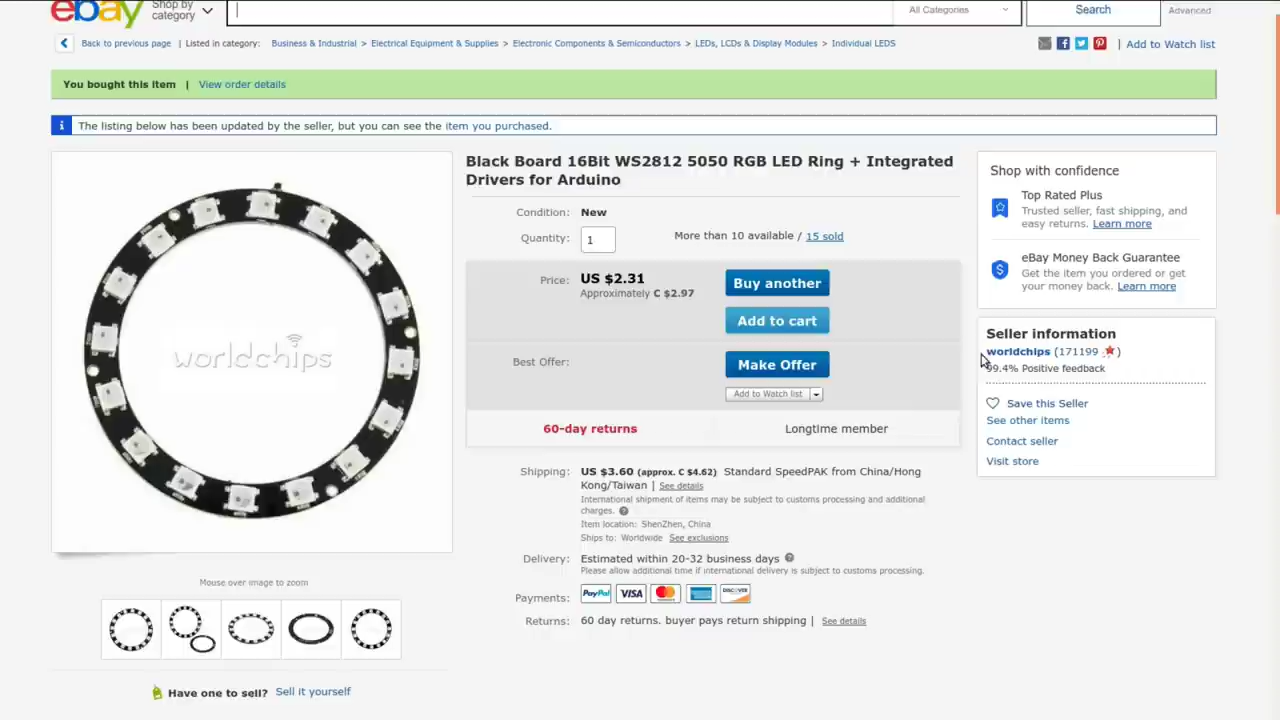 ebay
Shop by
category
All Categories
Search
Advanced
Back to previous page | Listed in category: Business & Industrial > Electrical Equipment & Supplies > Electronic Components & Semiconductors > LEDs, LCDs & Display Modules > Individual LEDS
| Add to Watch list
You bought this item | View order details
The listing below has been updated by the seller, but you can see the item you purchased.
Black Board 16Bit WS2812 5050 RGB LED Ring + Integrated
Drivers for Arduino
Condition: New
Quantity: 1
More than 10 available / 15 sold
Price: US $2.31
Approximately C $2.97
Buy another
Add to cart
Best Offer:
Make Offer
Add to Watch list
60-day returns
Longtime member
Shipping: US $3.60 (approx. C $4.62) Standard SpeedPAK from China/Hong
Kong/Taiwan | See details
International shipment of items may be subject to customs processing and additional
charges.
Item location: ShenZhen, China
Ships to: Worldwide See exclusions
Delivery: Estimated within 20-32 business days
Please allow additional time if international delivery is subject to customs processing.
Payments: PayPal VISA DISCOVER
Returns: 60 day returns. buyer pays return shipping | See details
Shop with confidence
Top Rated Plus
Trusted seller, fast shipping, and
easy returns. Learn more
eBay Money Back Guarantee
Get the item you ordered or get
your money back. Learn more
Seller information
worldchips (171199)
99.4% Positive feedback
Save this Seller
See other items
Contact seller
Visit store
worldchips
Mouse over image to zoom
Have one to sell? Sell it yourself